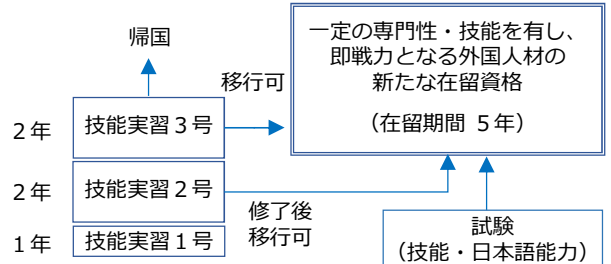 帰国
移行可
一定の専門性・技能を有し、
即戦力となる外国人材の
新たな在留資格
（在留期間 ５年）
２年
技能実習３号
２年
技能実習２号
修了後
移行可
１年
技能実習１号
試験
（技能・日本語能力）